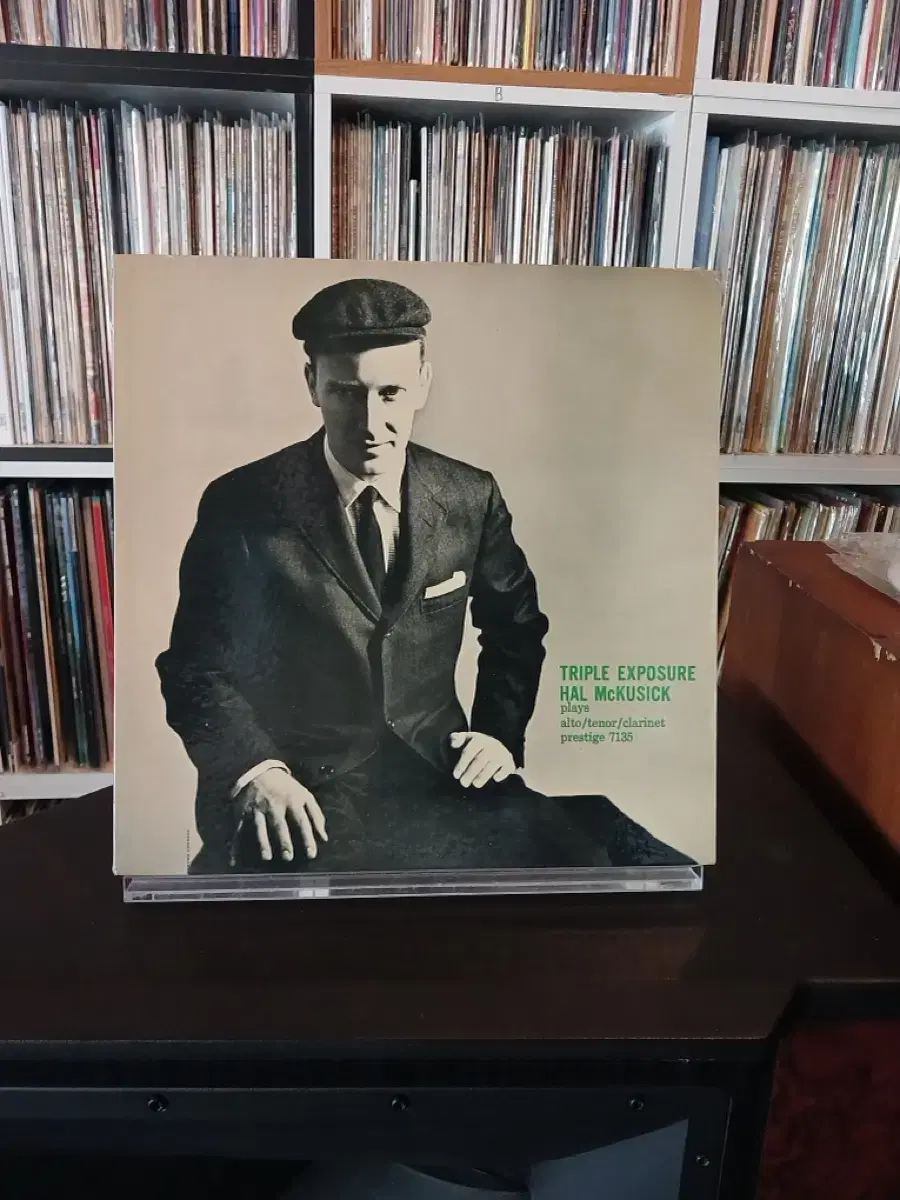 B
TRIPLE EXPOSURE
HAL McKUSICK
plays
alto/tenor/clarinet
prestige 7135